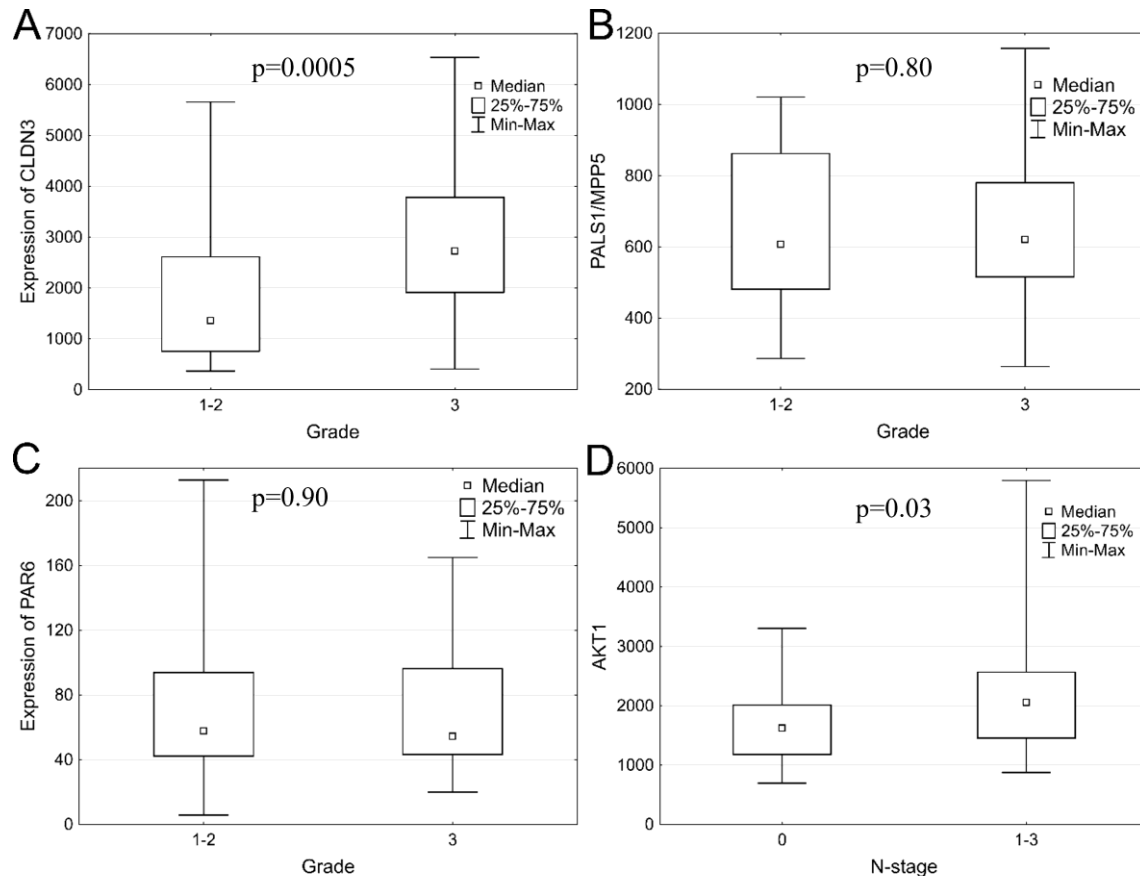 A
7000
6000
5000
4000
3000
2000
1000
0
Expression of CLDN3
p=0.0005
Median
25%-75%
Min-Max
1-2
3
Grade
B
1200
1000
800
600
400
200
PALS1/MPP5
p=0.80
Median
25%-75%
Min-Max
1-2
3
Grade
C
200
160
120
80
40
0
Expression of PAR6
p=0.90
Median
25%-75%
Min-Max
1-2
3
Grade
D
6000
5000
4000
3000
2000
1000
0
AKT1
p=0.03
Median
25%-75%
Min-Max
0
1-3
N-stage